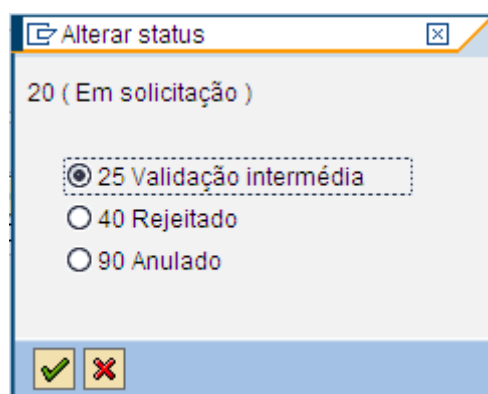 Alterar status
20 ( Em solicitação )
25 Validação intermédia
40 Rejeitado
90 Anulado